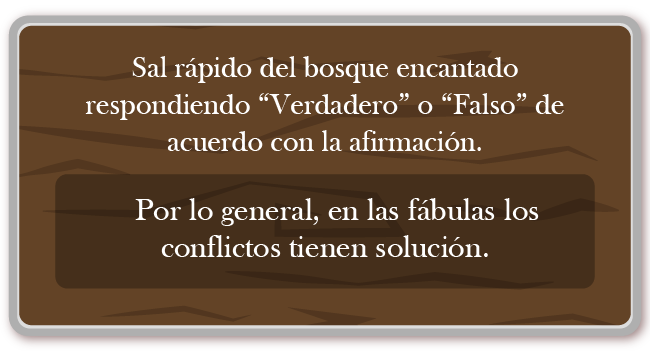 Sal rápido del bosque encantado
respondiendo “Verdadero” o “Falso” de
acuerdo con la afirmación.
Por lo general, en las fábulas los
conflictos tienen solución.